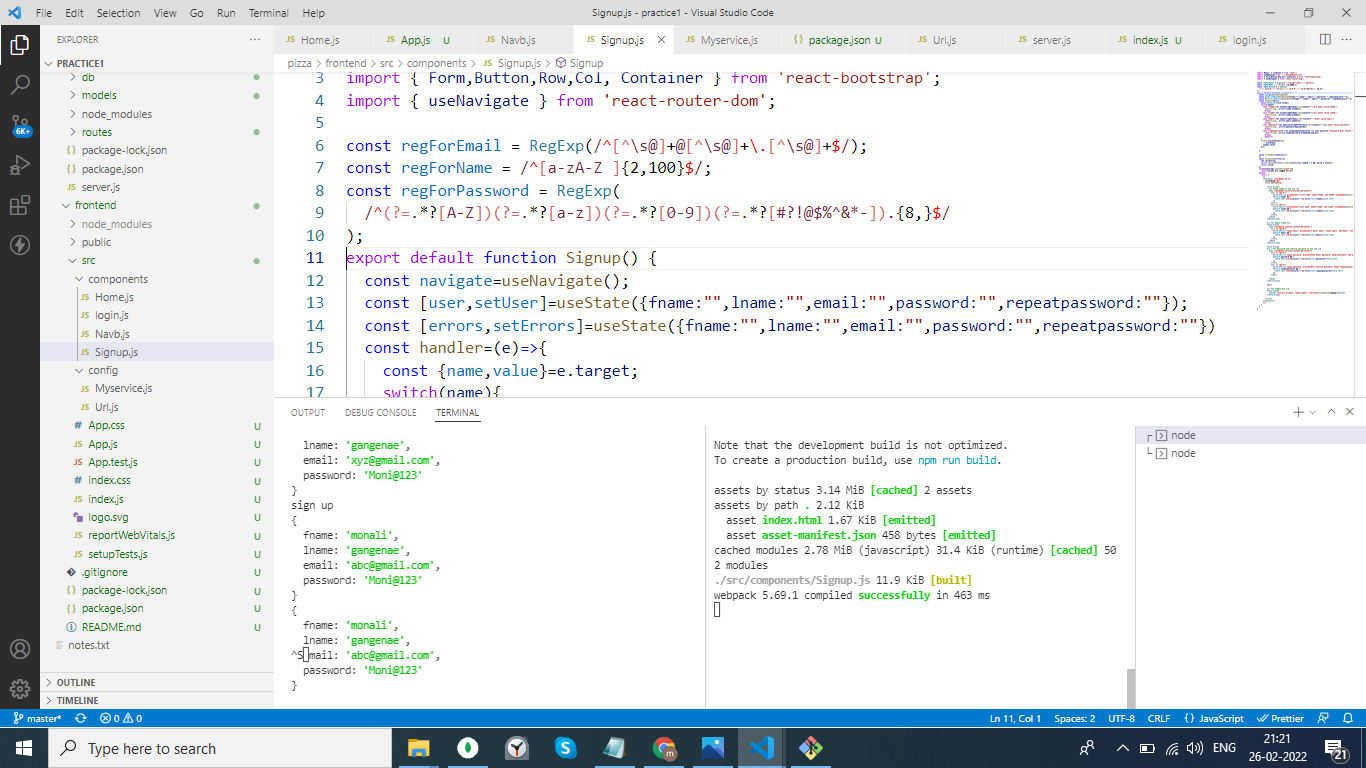 File Edit Selection View Go Run Terminal Help
Signup.js - practice1 - Visual Studio Code
EXPLORER
PRACTICE1
db
models
node_modules
routes
package-lock.json
package.json
server.js
frontend
node_modules
public
src
components
Home.js
login.js
Navb.js
Signup.js
config
Myservice.js
Url.js
App.css U
App.js U
App.test.js U
index.css U
index.js U
logo.svg U
reportWebVitals.js U
setupTests.js U
.gitignore U
package-lock.json U
package.json U
README.md U
notes.txt
OUTLINE
TIMELINE
6K+
JS Home.js JS App.js U JS Navb.js JS Signup.js JS Myservice.js {} package.json U JS Url.js JS server.js JS index.js U JS login.js
pizza > frontend > src > components > JS Signup.js > Signup
3 import { Form,Button,Row,Col, Container } from 'react-bootstrap';
4 import { useNavigate } from 'react-router-dom';
5
6 const regForEmail = RegExp(/^[^\s@]+@[^\s@]+\.[^\s@]+$/);
7 const regForName = /^[a-zA-Z ]{2,100}$/;
8 const regForPassword = RegExp(
9 /^(?=.*?[A-Z])(?=.*?[a-z])(?=.*?[0-9])(?=.*?[#?!@$%^&*-]).{8,}$/
10 );
11 export default function Signup() {
12 const navigate=useNavigate();
13 const [user,setUser]=useState({fname:"",lname:"",email:"",password:"",repeatpassword:""});
14 const [errors,setErrors]=useState({fname:"",lname:"",email:"",password:"",repeatpassword:""})
15 const handler=(e)=>{
16 const {name,value}=e.target;
17 switch(name){
OUTPUT DEBUG CONSOLE TERMINAL
lname: 'gangenae',
email: 'xyz@gmail.com',
password: 'Moni@123'
}
sign up
{
fname: 'monali',
lname: 'gangenae',
email: 'abc@gmail.com',
password: 'Moni@123'
}
{
fname: 'monali',
lname: 'gangenae',
^Smail: 'abc@gmail.com',
password: 'Moni@123'
}
Note that the development build is not optimized.
To create a production build, use npm run build.
assets by status 3.14 MiB [cached] 2 assets
assets by path . 2.12 KiB
asset index.html 1.67 KiB [emitted]
asset asset-manifest.json 458 bytes [emitted]
cached modules 2.78 MiB (javascript) 31.4 KiB (runtime) [cached] 50
2 modules
./src/components/Signup.js 11.9 KiB [built]
webpack 5.69.1 compiled successfully in 463 ms
node
node
master* 0 0 Ln 11, Col 1 Spaces: 2 UTF-8 CRLF {} JavaScript Prettier
Type here to search
ENG
21:21
26-02-2022
21